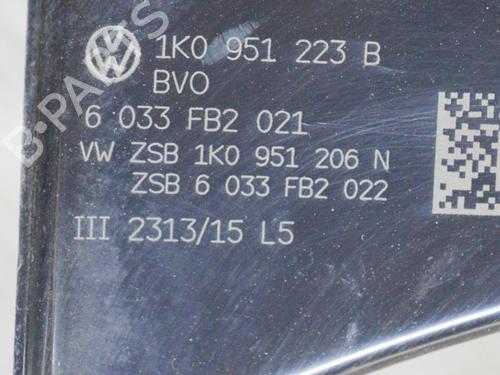 1K0 951 223 B
BVO
6 033 FB2 021
VW ZSB 1K0 951 206 N
ZSB 6 033 FB2 022
III 2313/15 L5
B-PARTS